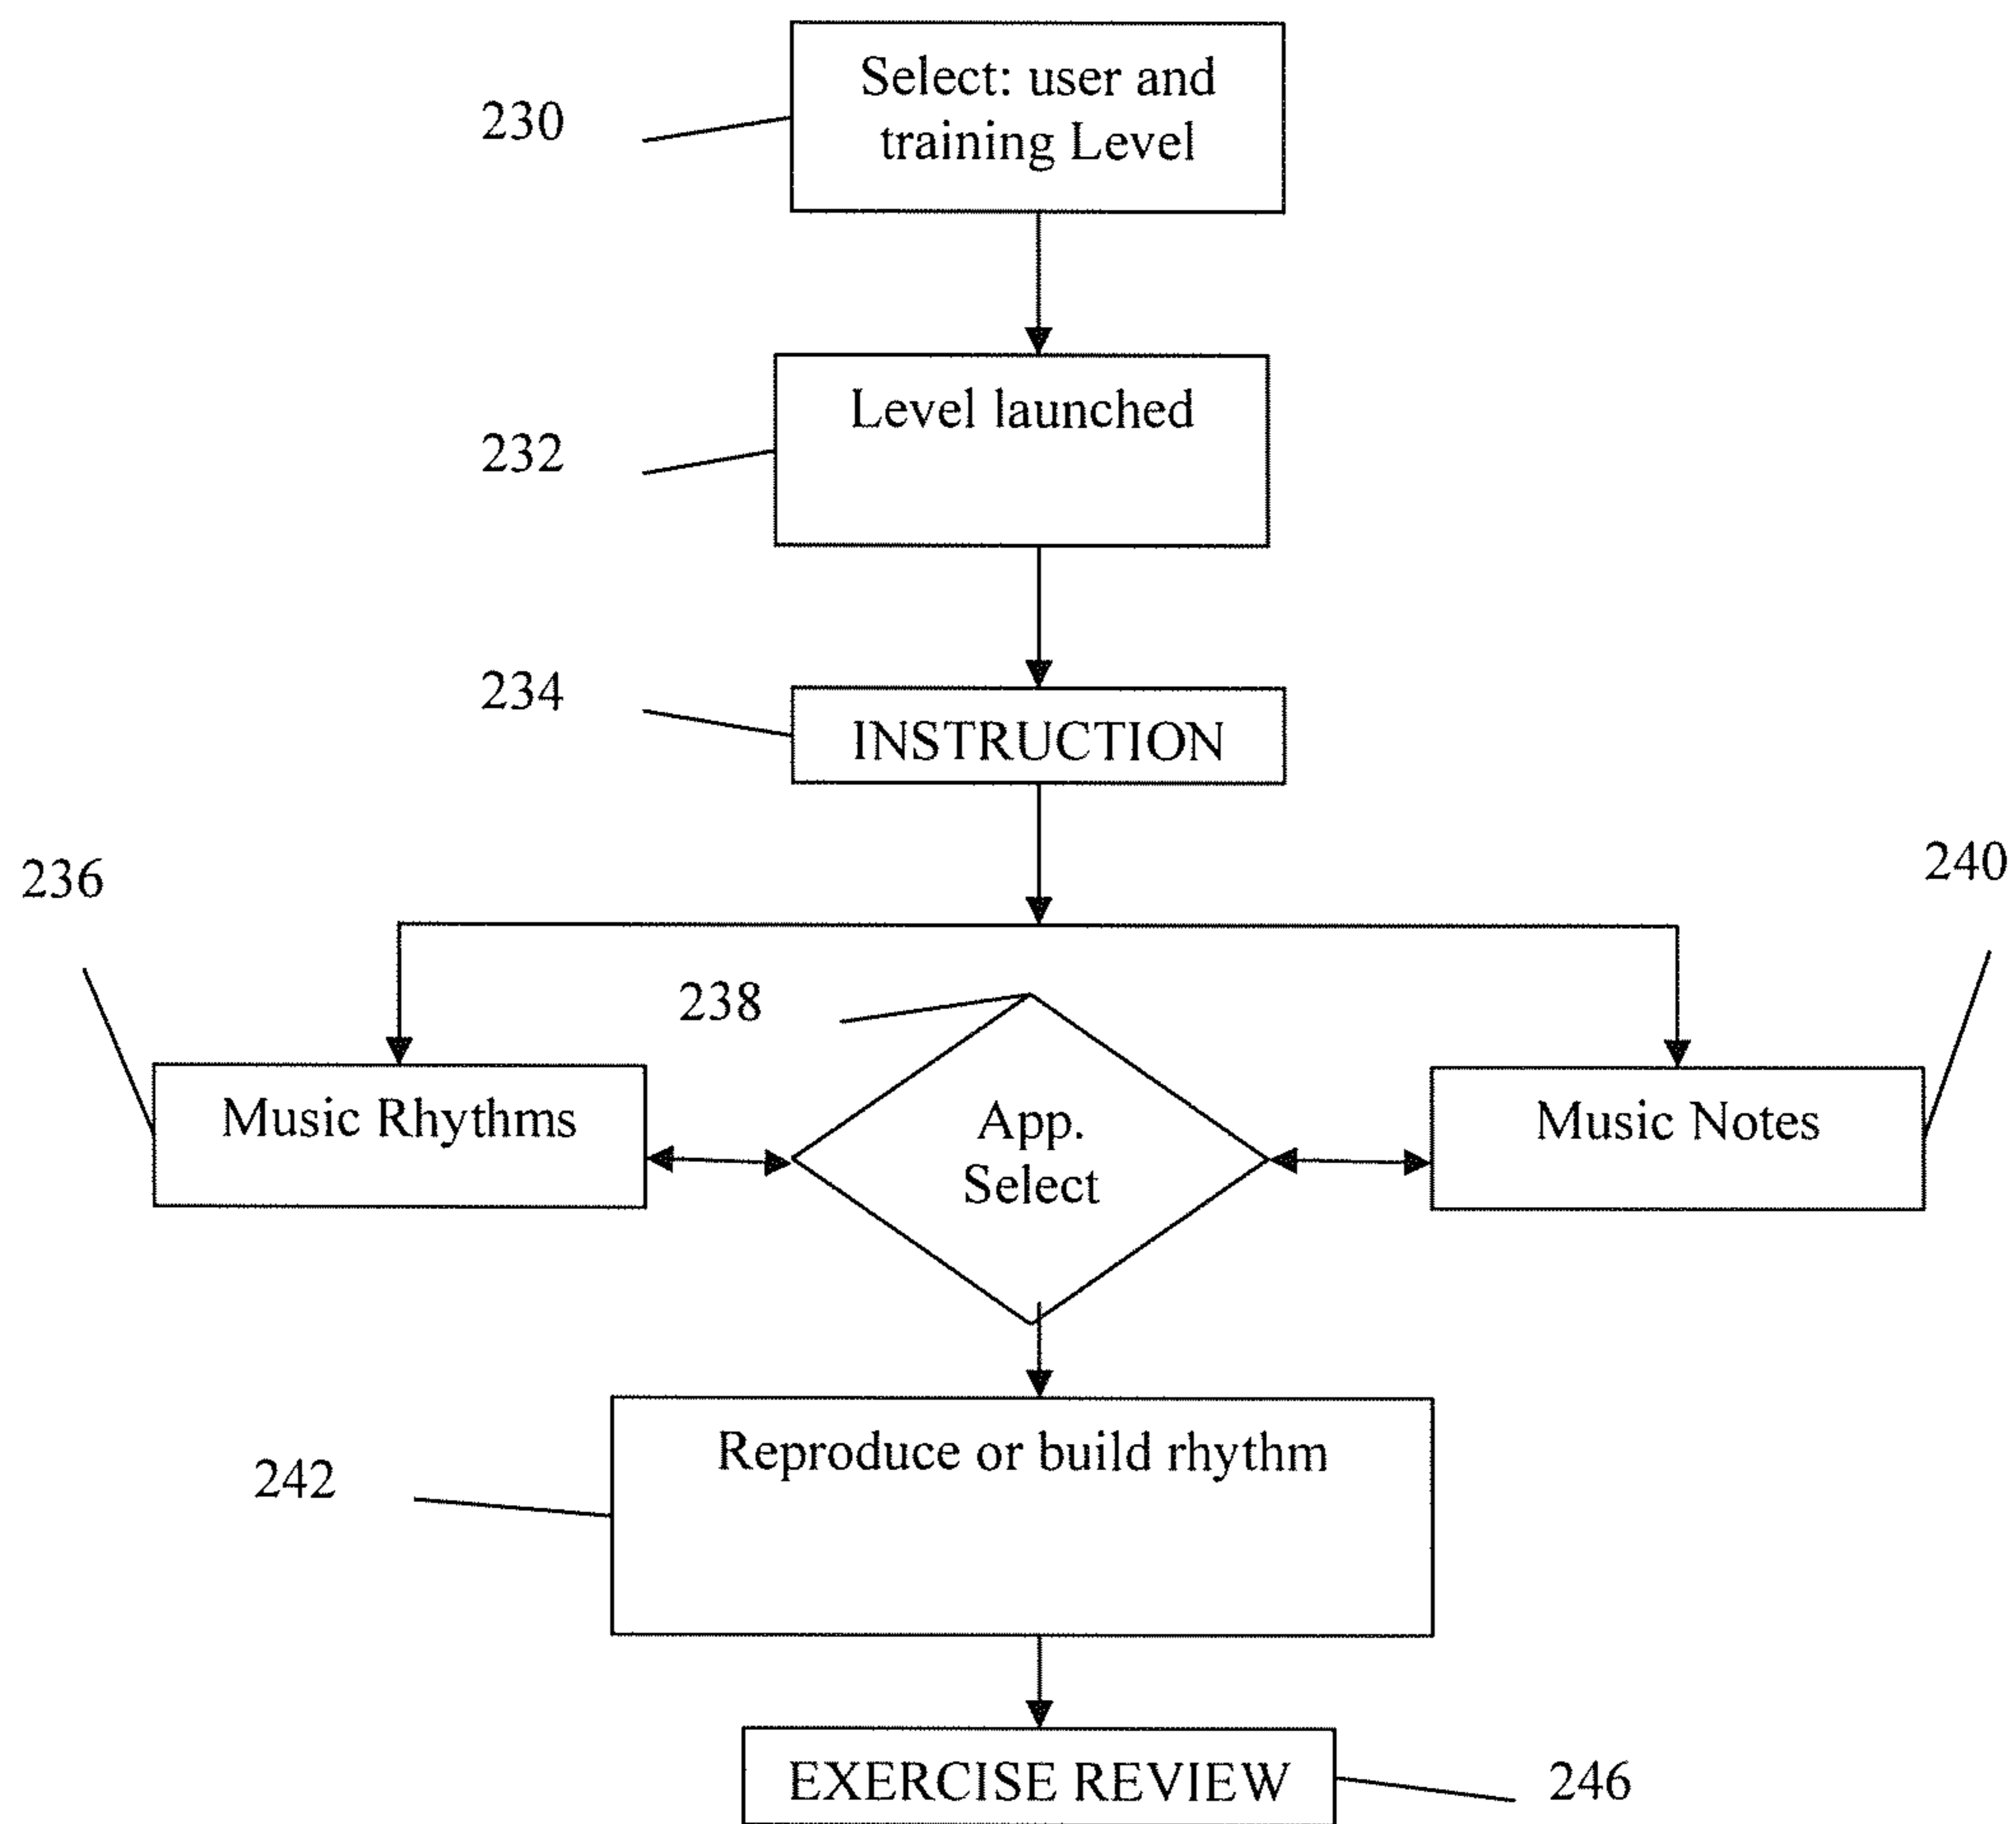 Select: user and
training Level
230
Level launched
232
234
INSTRUCTION
236
240
238
Music Rhythms
App.
Select
Music Notes
Reproduce or build rhythm
242
EXERCISE REVIEW
246